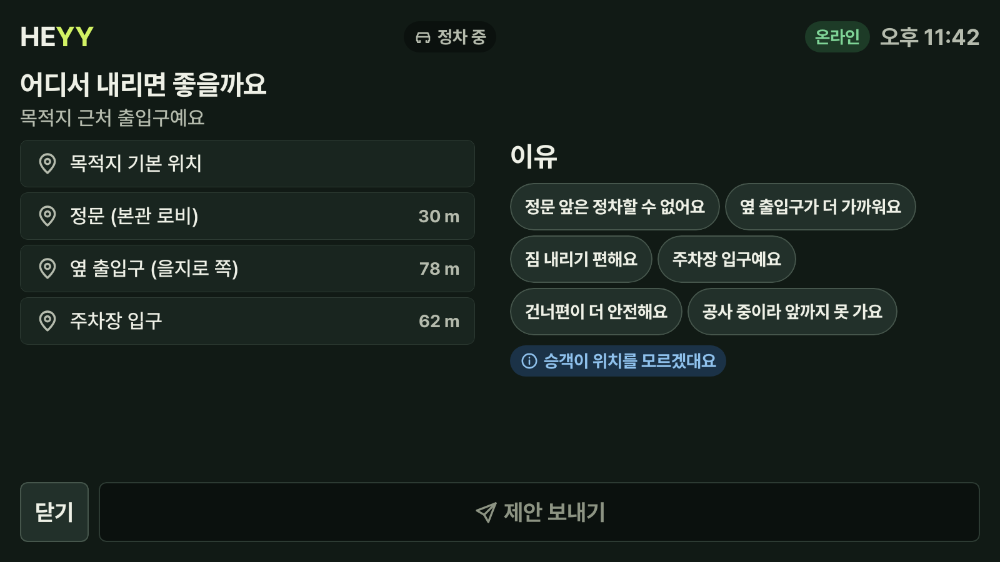 HEYY
정차 중
온라인
오후 11:42
어디서 내리면 좋을까요
목적지 근처 출입구예요
목적지 기본 위치
정문 (본관 로비) 30 m
옆 출입구 (을지로 쪽) 78 m
주차장 입구 62 m
이유
정문 앞은 정차할 수 없어요
옆 출입구가 더 가까워요
짐 내리기 편해요
주차장 입구예요
건너편이 더 안전해요
공사 중이라 앞까지 못 가요
승객이 위치를 모르겠대요
닫기
제안 보내기